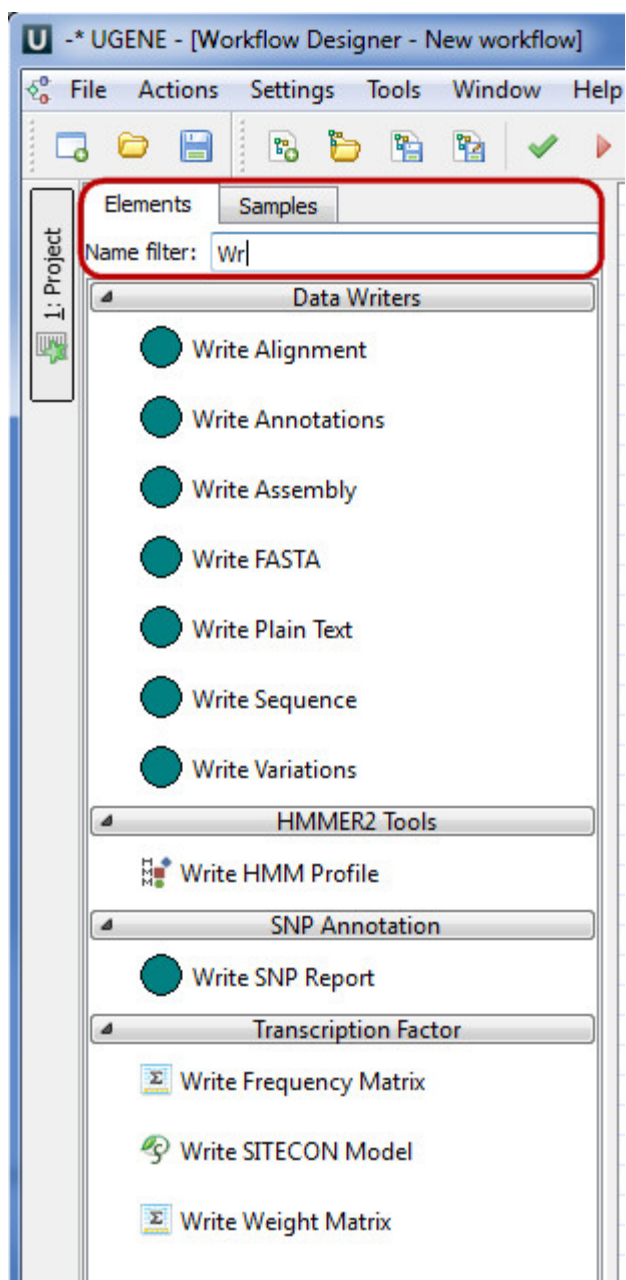 U -* UGENE - [Workflow Designer - New workflow]
File Actions Settings Tools Window Help
Elements Samples
1: Project
Name filter: Wr
Data Writers
Write Alignment
Write Annotations
Write Assembly
Write FASTA
Write Plain Text
Write Sequence
Write Variations
HMMER2 Tools
HMM Write HMM Profile
SNP Annotation
Write SNP Report
Transcription Factor
Σ Write Frequency Matrix
Write SITECON Model
Σ Write Weight Matrix